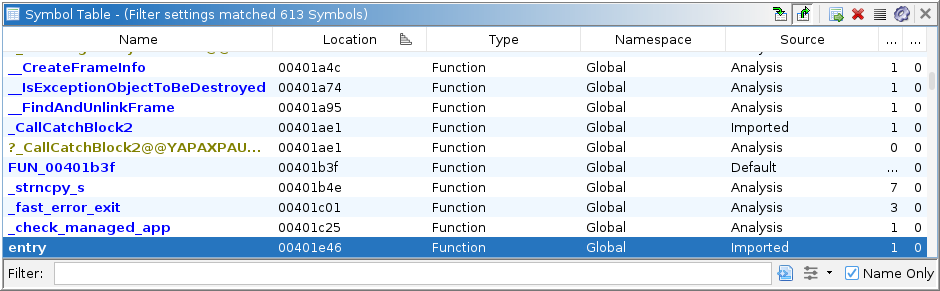 Symbol Table - (Filter settings matched 613 Symbols)
Name Location Type Namespace Source ... ...
__CreateFrameInfo 00401a4c Function Global Analysis 1 0
__IsExceptionObjectToBeDestroyed 00401a74 Function Global Analysis 1 0
__FindAndUnlinkFrame 00401a95 Function Global Analysis 1 0
_CallCatchBlock2 00401ae1 Function Global Imported 1 0
?_CallCatchBlock2@@YAPAXPAU... 00401ae1 Function Global Analysis 0 0
FUN_00401b3f 00401b3f Function Global Default ... 0
_strncpy_s 00401b4e Function Global Analysis 7 0
_fast_error_exit 00401c01 Function Global Analysis 3 0
_check_managed_app 00401c25 Function Global Analysis 1 0
entry 00401e46 Function Global Imported 1 0
Filter: Name Only